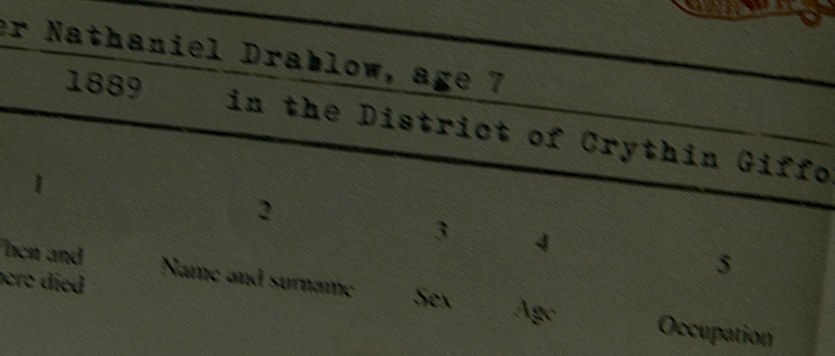 er Nathaniel Drablow, age 7
1889 in the District of Crythin Giffo
1 2 3 4 5
hen and
ere died Name and surname Sex Age Occupation